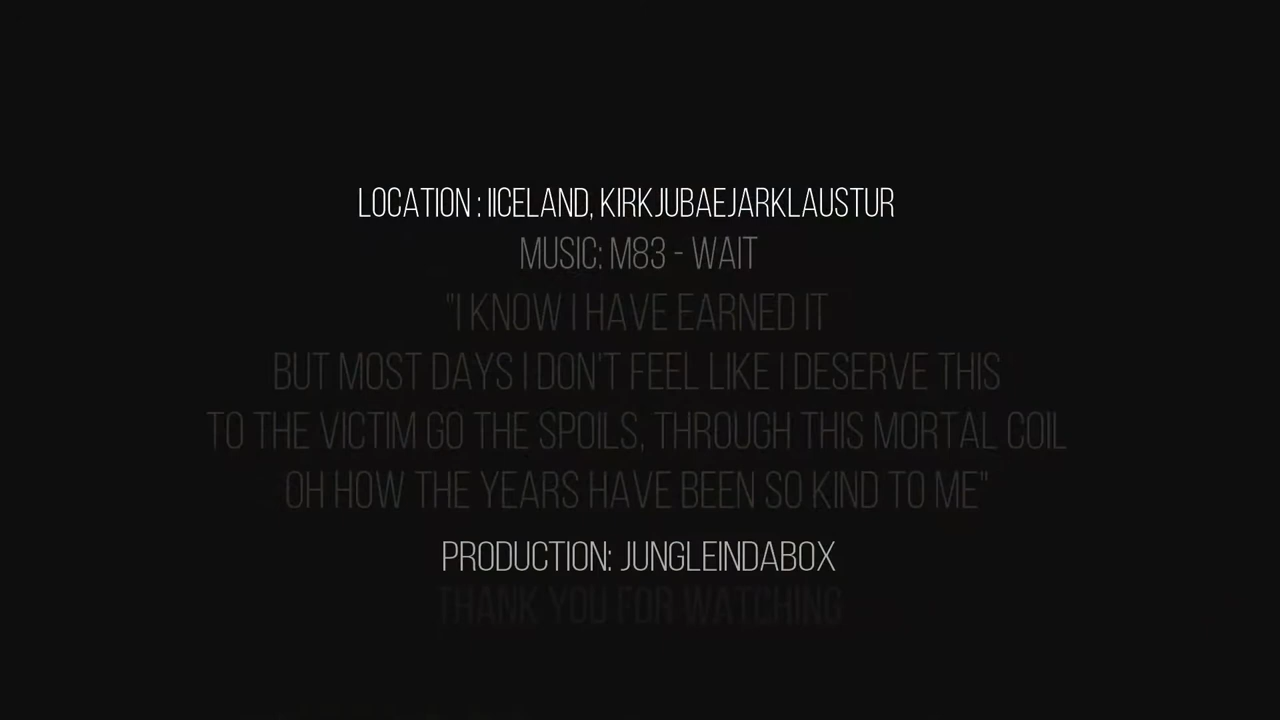 LOCATION : IICELAND, KIRKJUBAEJARKLAUSTUR
MUSIC: M83 - WAIT
"I KNOW I HAVE EARNED IT
BUT MOST DAYS I DON'T FEEL LIKE I DESERVE THIS
TO THE VICTIM GO THE SPOILS, THROUGH THIS MORTAL COIL
OH HOW THE YEARS HAVE BEEN SO KIND TO ME"
PRODUCTION: JUNGLEINDABOX
THANK YOU FOR WATCHING